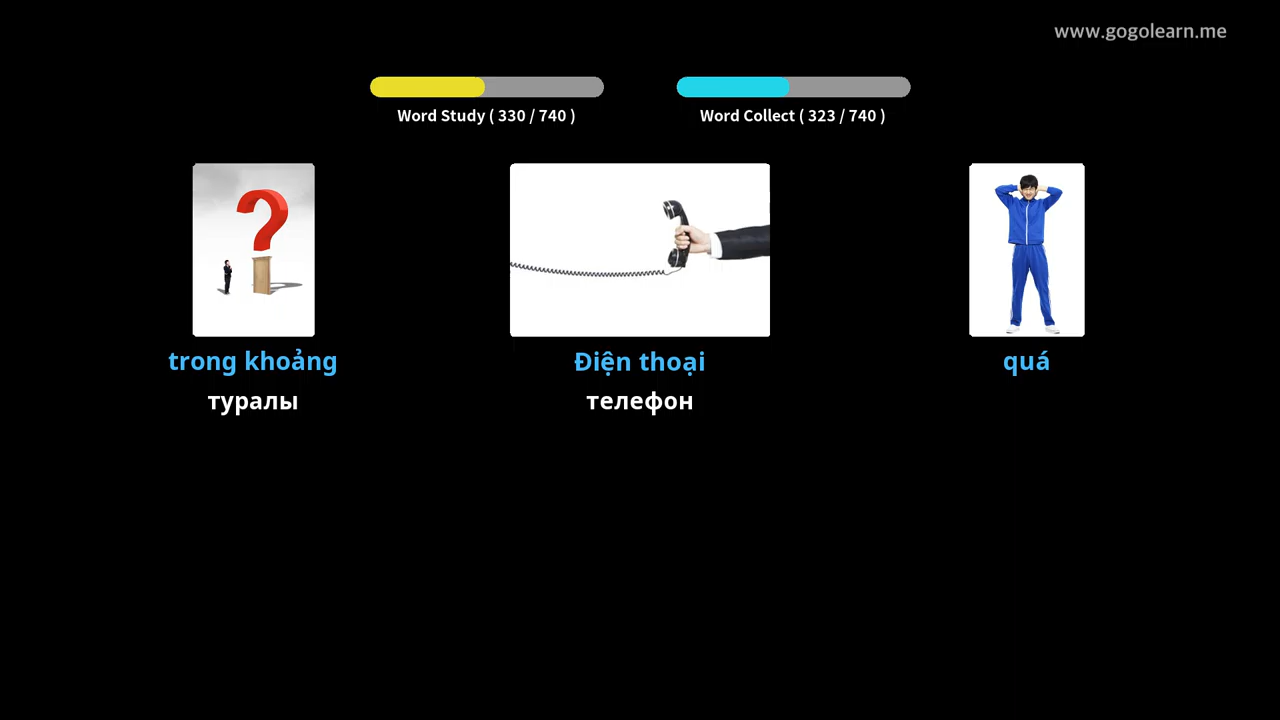 www.gogolearn.me
Word Study ( 330 / 740 )
Word Collect ( 323 / 740 )
trong khoảng
туралы
Điện thoại
телефон
quá